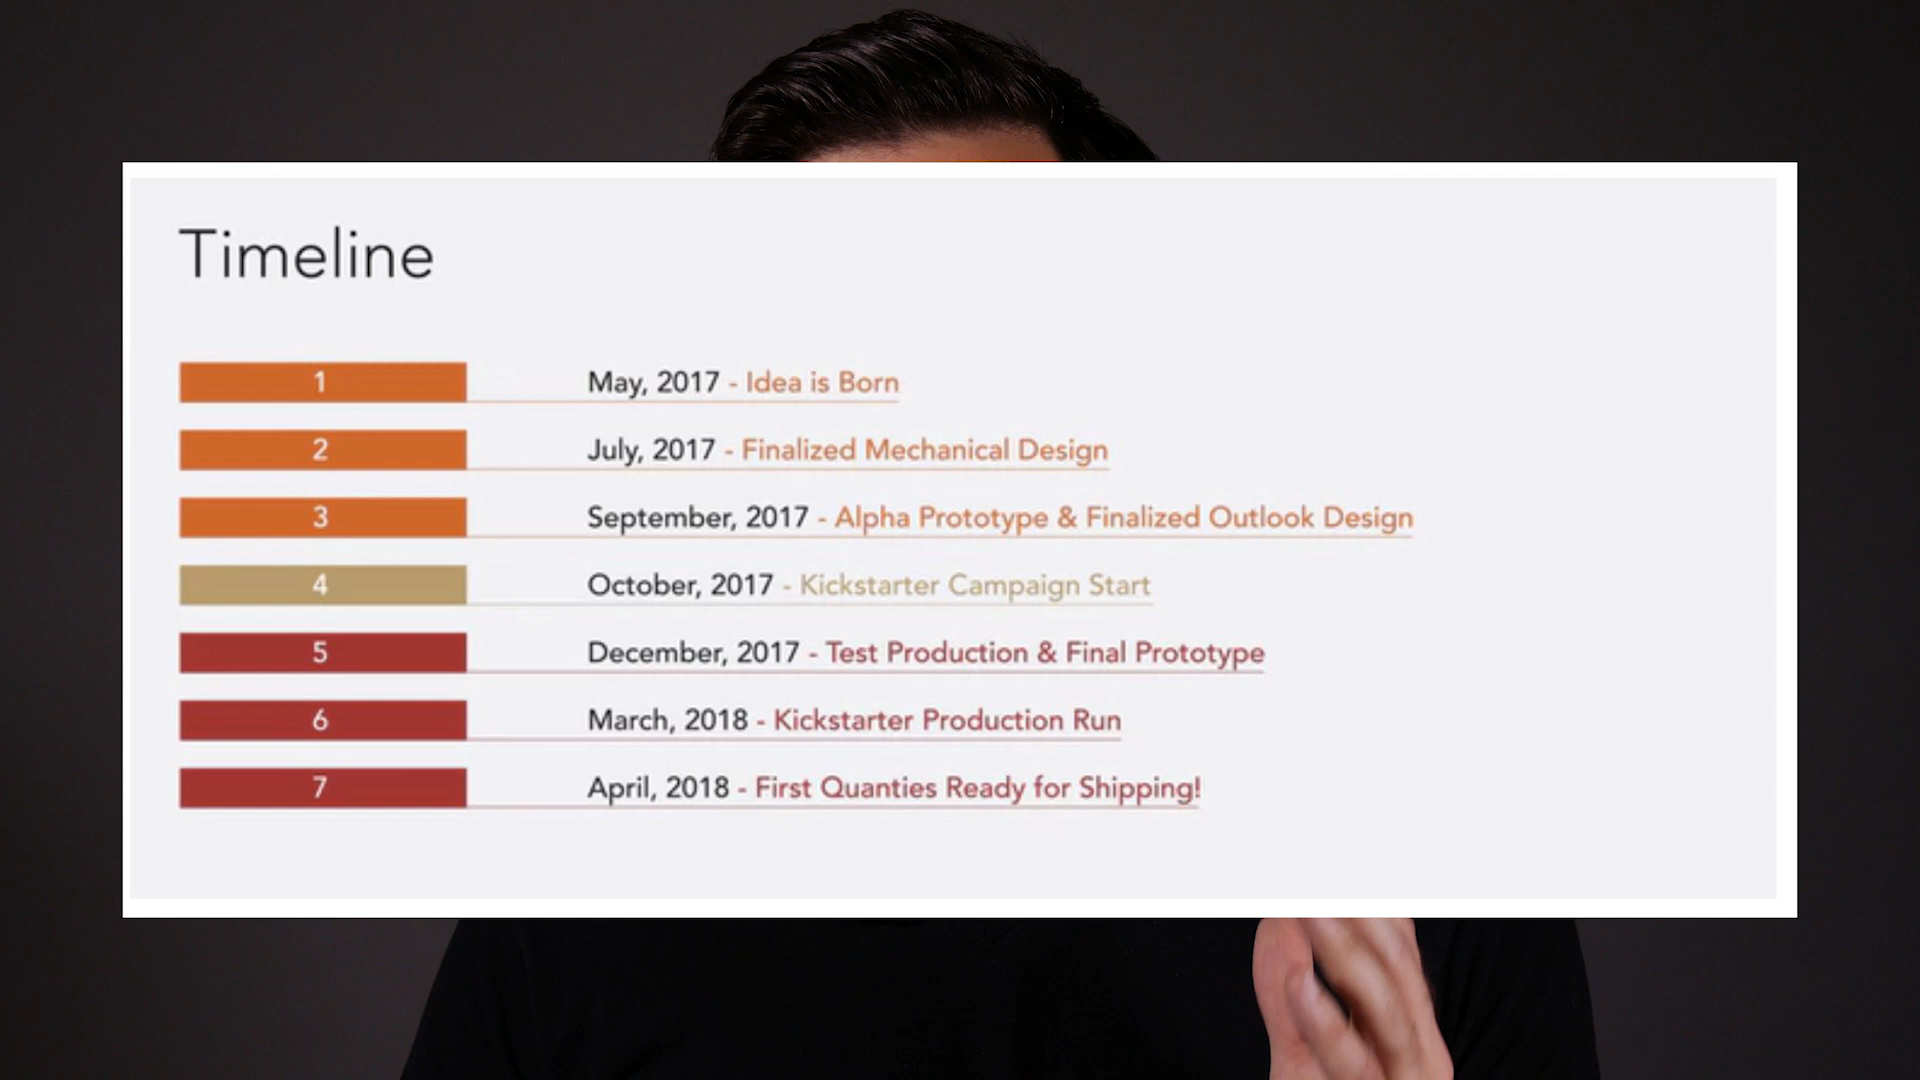 Timeline
1 May, 2017 - Idea is Born
2 July, 2017 - Finalized Mechanical Design
3 September, 2017 - Alpha Prototype & Finalized Outlook Design
4 October, 2017 - Kickstarter Campaign Start
5 December, 2017 - Test Production & Final Prototype
6 March, 2018 - Kickstarter Production Run
7 April, 2018 - First Quanties Ready for Shipping!